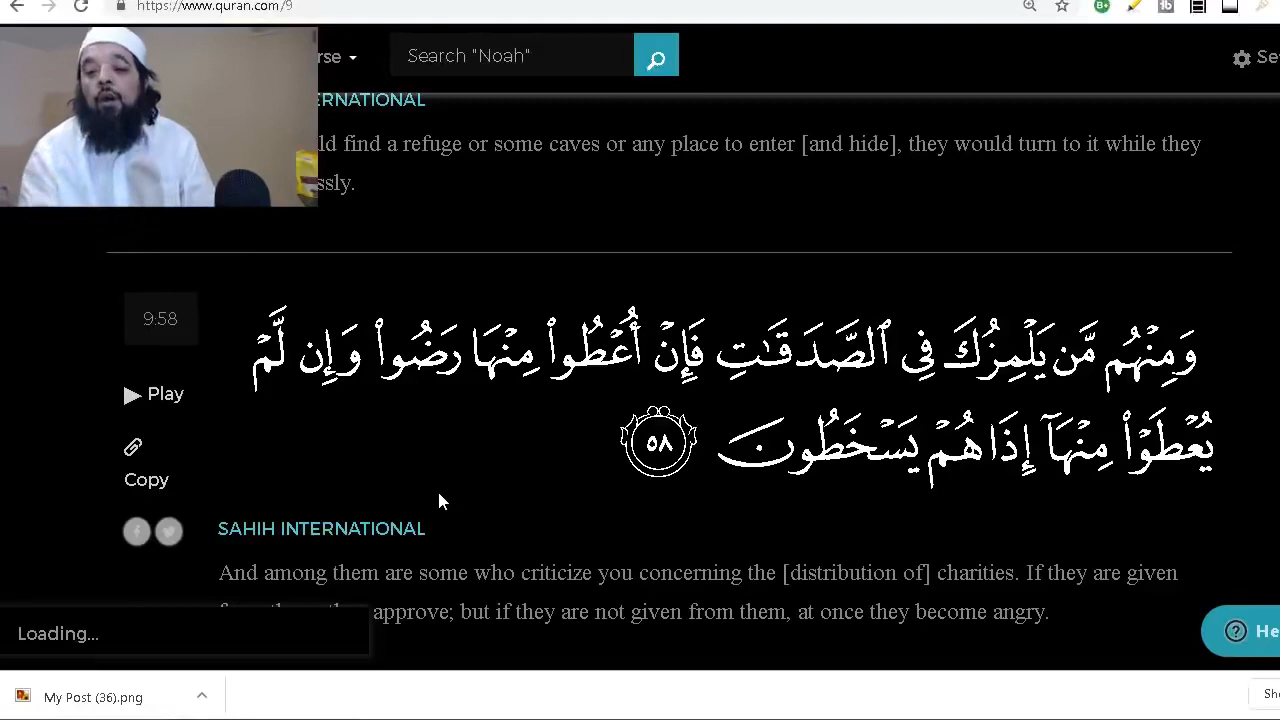 https://www.quran.com/9
rse
Search "Noah"
ERNATIONAL
find a refuge or some caves or any place to enter [and hide], they would turn to it while they
9:58
وَمِنْهُم مَّن يَلْمِزُكَ فِى ٱلصَّدَقَـٰتِ فَإِنْ أُعْطُوا۟ مِنْهَا رَضُوا۟ وَإِن لَّمْ
يُعْطَوْا۟ مِنْهَآ إِذَا هُمْ يَسْخَطُونَ ٥٨
Play
Copy
SAHIH INTERNATIONAL
And among them are some who criticize you concerning the [distribution of] charities. If they are given
approve; but if they are not given from them, at once they become angry.
Loading...
He
My Post (36).png